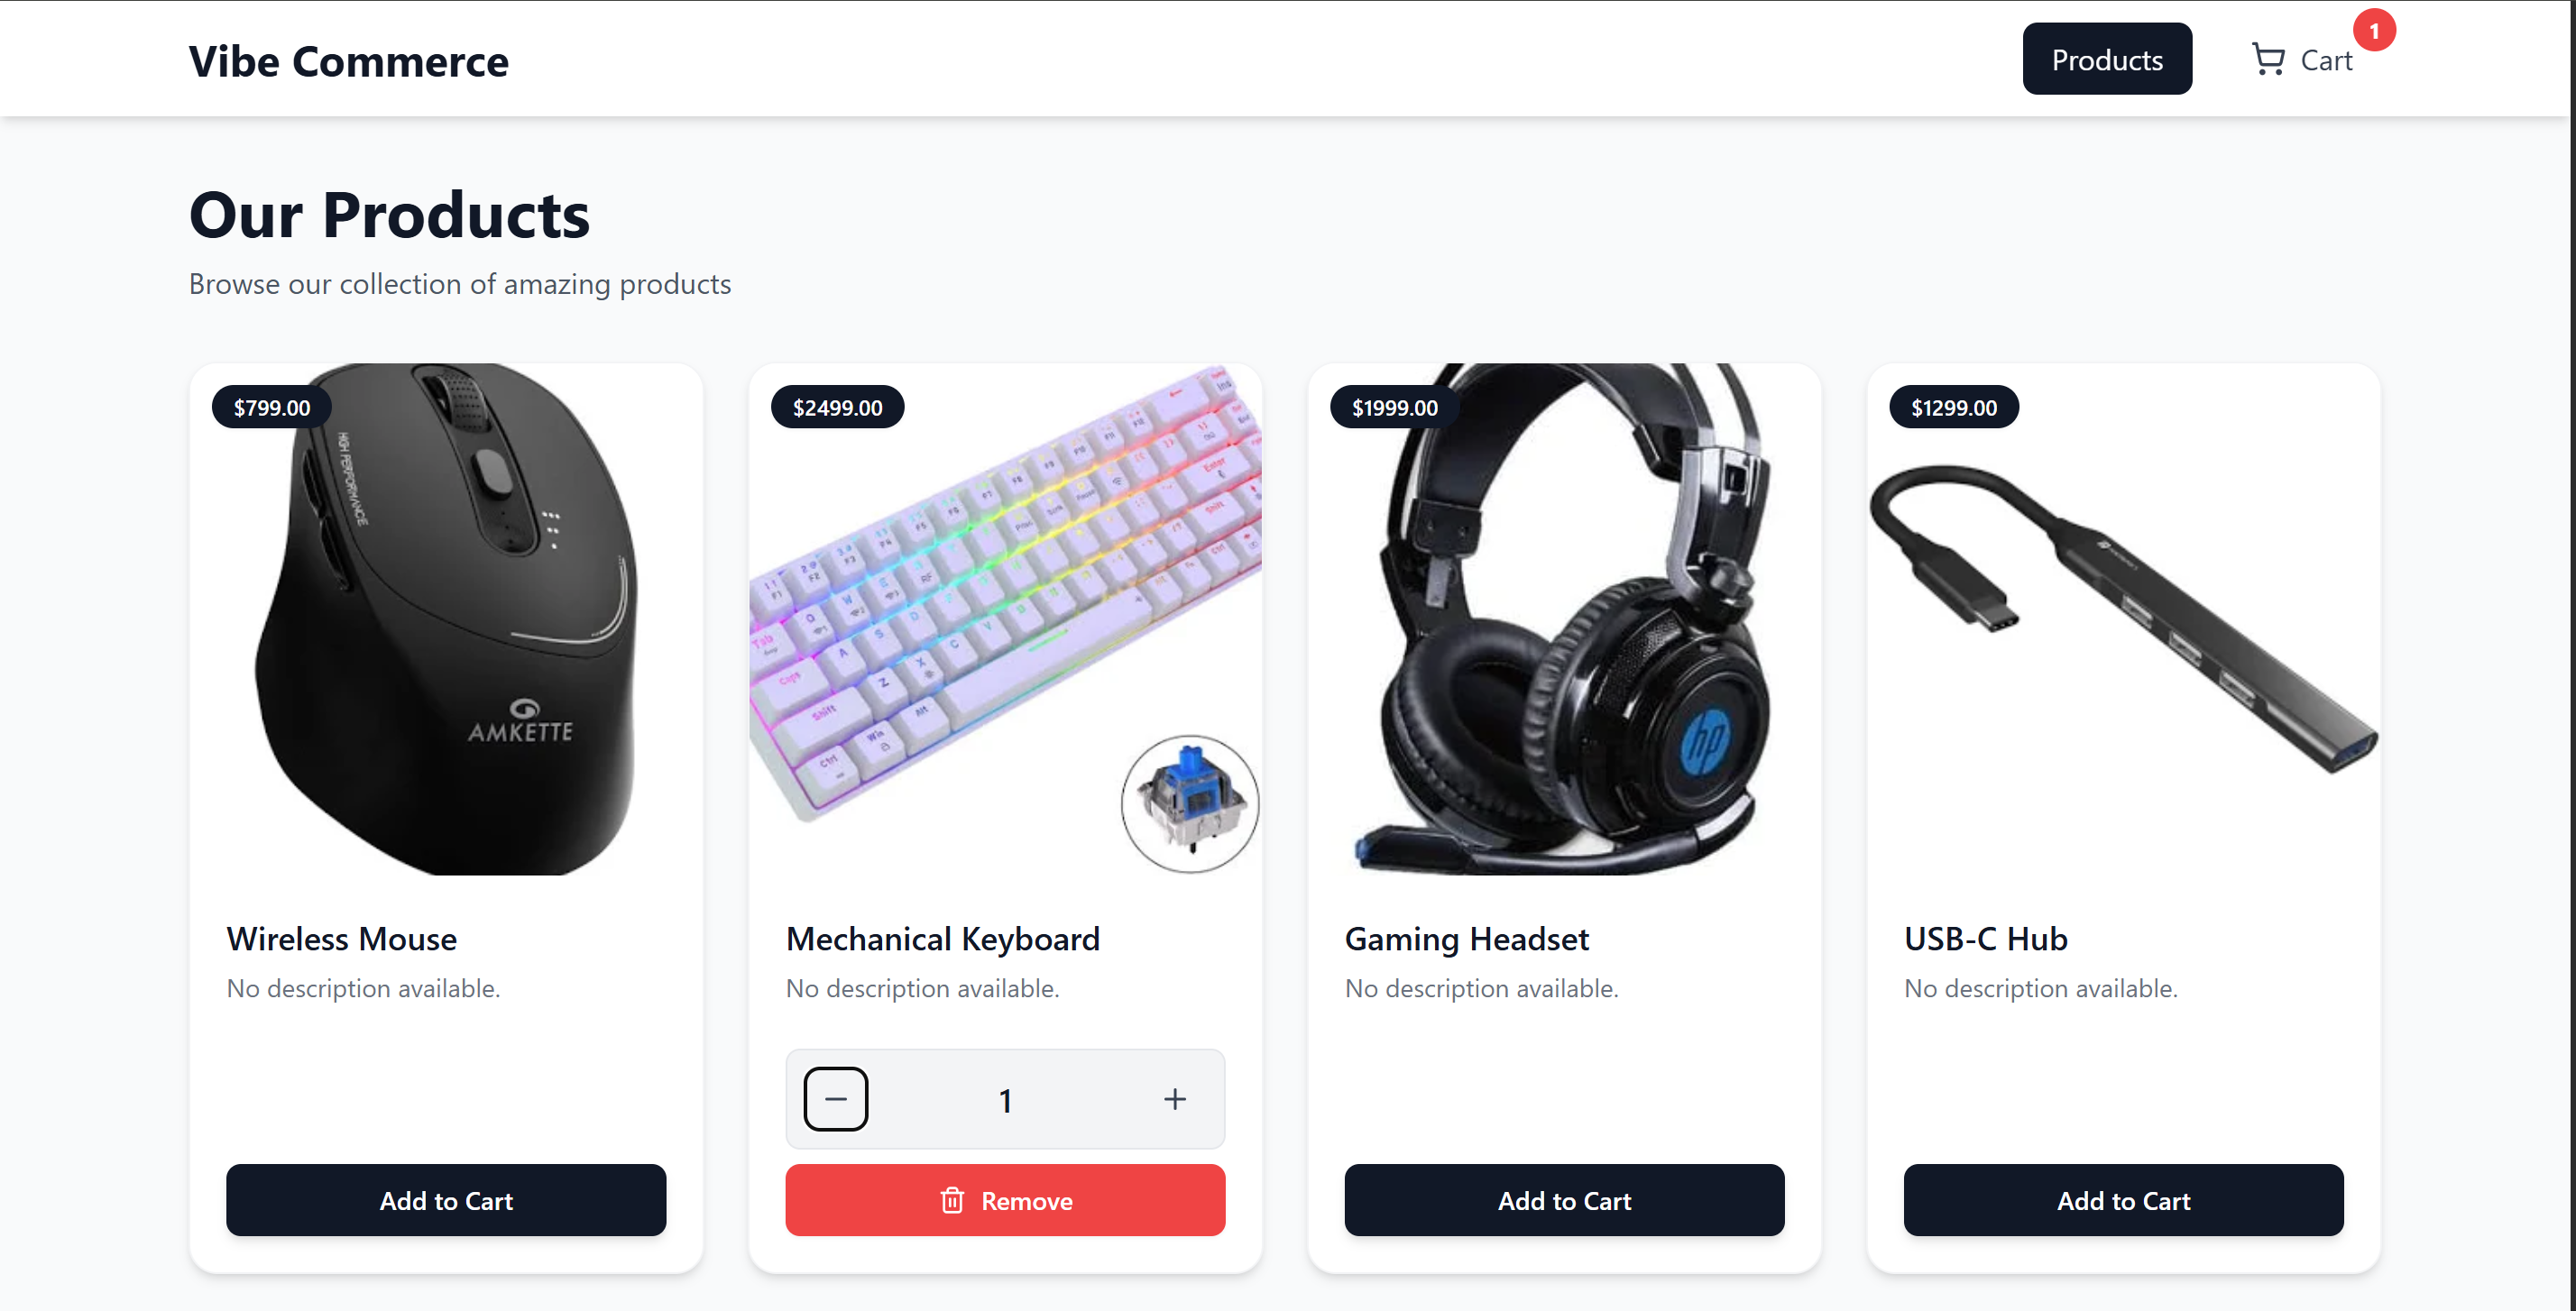 Vibe Commerce
Products
Cart
1
Our Products
Browse our collection of amazing products
$799.00
HIGH PERFORMANCE
AMKETTE
Wireless Mouse
No description available.
Add to Cart
$2499.00
Mechanical Keyboard
No description available.
1
Remove
$1999.00
hp
Gaming Headset
No description available.
Add to Cart
$1299.00
USB-C Hub
No description available.
Add to Cart